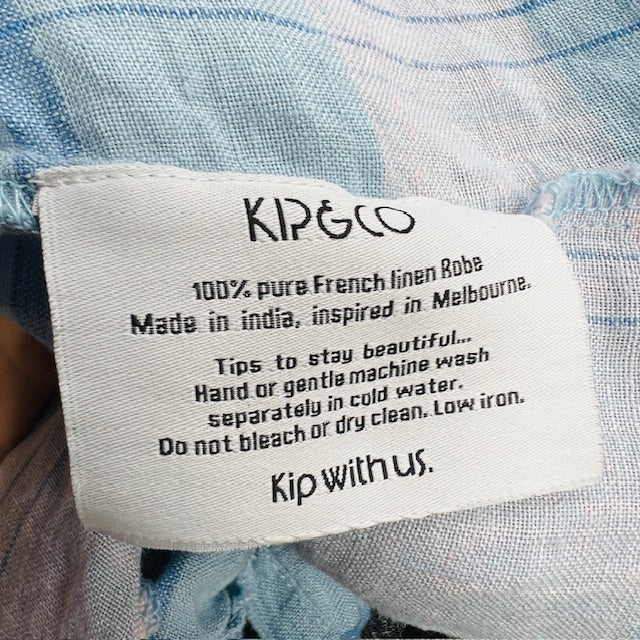 KIP&CO
100% pure French linen Robe
Made in india, inspired in Melbourne.
Tips to stay beautiful...
Hand or gentle machine wash
separately in cold water.
Do not bleach or dry clean. Low iron.
Kip with us.